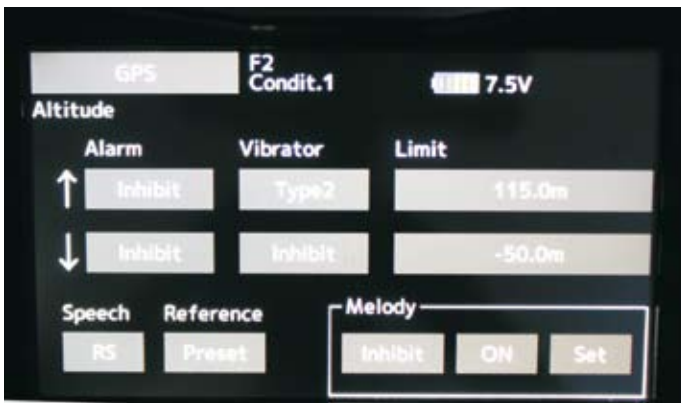 GPS F2 7.5V
Condit.1
Altitude
Alarm Vibrator Limit
↑ Inhibit Type2 115.0m
↓ Inhibit Inhibit -50.0m
Speech Reference Melody
RS Preset Inhibit ON Set